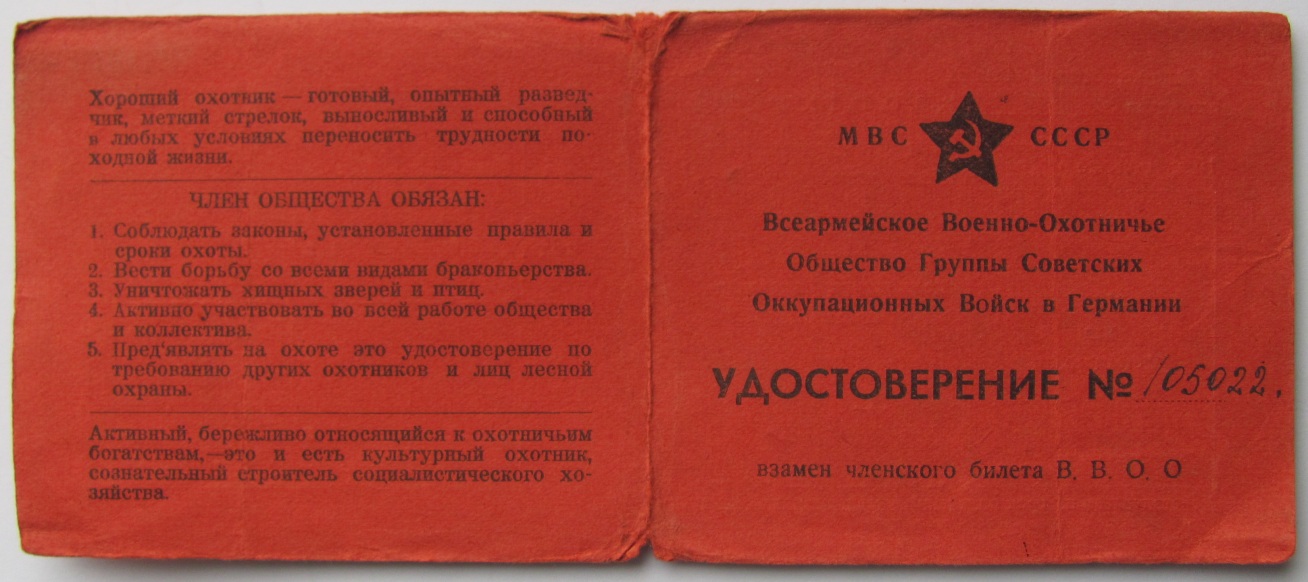 Хороший охотник — готовый, опытный развед-
чик, меткий стрелок, выносливый и способный
в любых условиях переносить трудности по-
ходной жизни.
ЧЛЕН ОБЩЕСТВА ОБЯЗАН:
1. Соблюдать законы, установленные правила и
сроки охоты.
2. Вести борьбу со всеми видами браконьерства.
3. Уничтожать хищных зверей и птиц.
4. Активно участвовать во всей работе общества
и коллектива.
5. Пред'являть на охоте это удостоверение по
требованию других охотников и лиц лесной
охраны.
Активный, бережливо относящийся к охотничьим
богатствам,—это и есть культурный охотник,
сознательный строитель социалистического хо-
зяйства.
МВС СССР
Всеармейское Военно-Охотничье
Общество Группы Советских
Оккупационных Войск в Германии
УДОСТОВЕРЕНИЕ № 105022.
взамен членского билета В. В. О. О